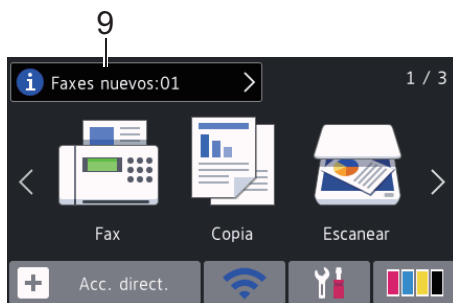 9
Faxes nuevos:01
1 / 3
Fax
Copia
Escanear
Acc. direct.